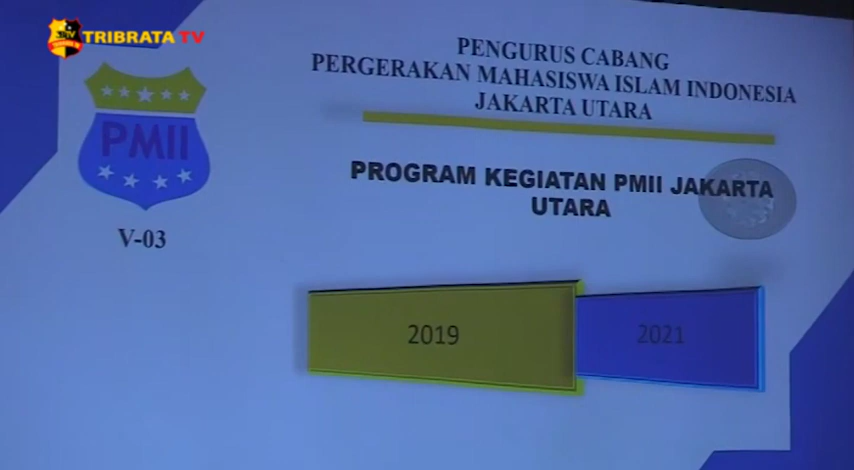 TRIBRATA TV
PENGURUS CABANG
PERGERAKAN MAHASISWA ISLAM INDONESIA
JAKARTA UTARA
PMII
PROGRAM KEGIATAN PMII JAKARTA
UTARA
V-03
2019
2021